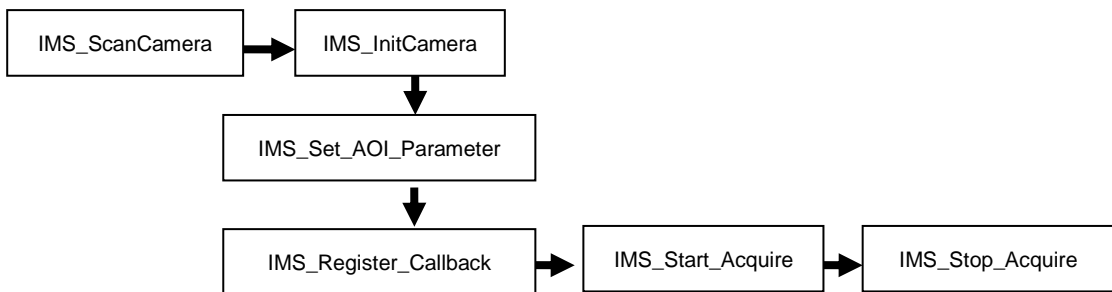 IMS_ScanCamera
IMS_InitCamera
IMS_Set_AOI_Parameter
IMS_Register_Callback
IMS_Start_Acquire
IMS_Stop_Acquire